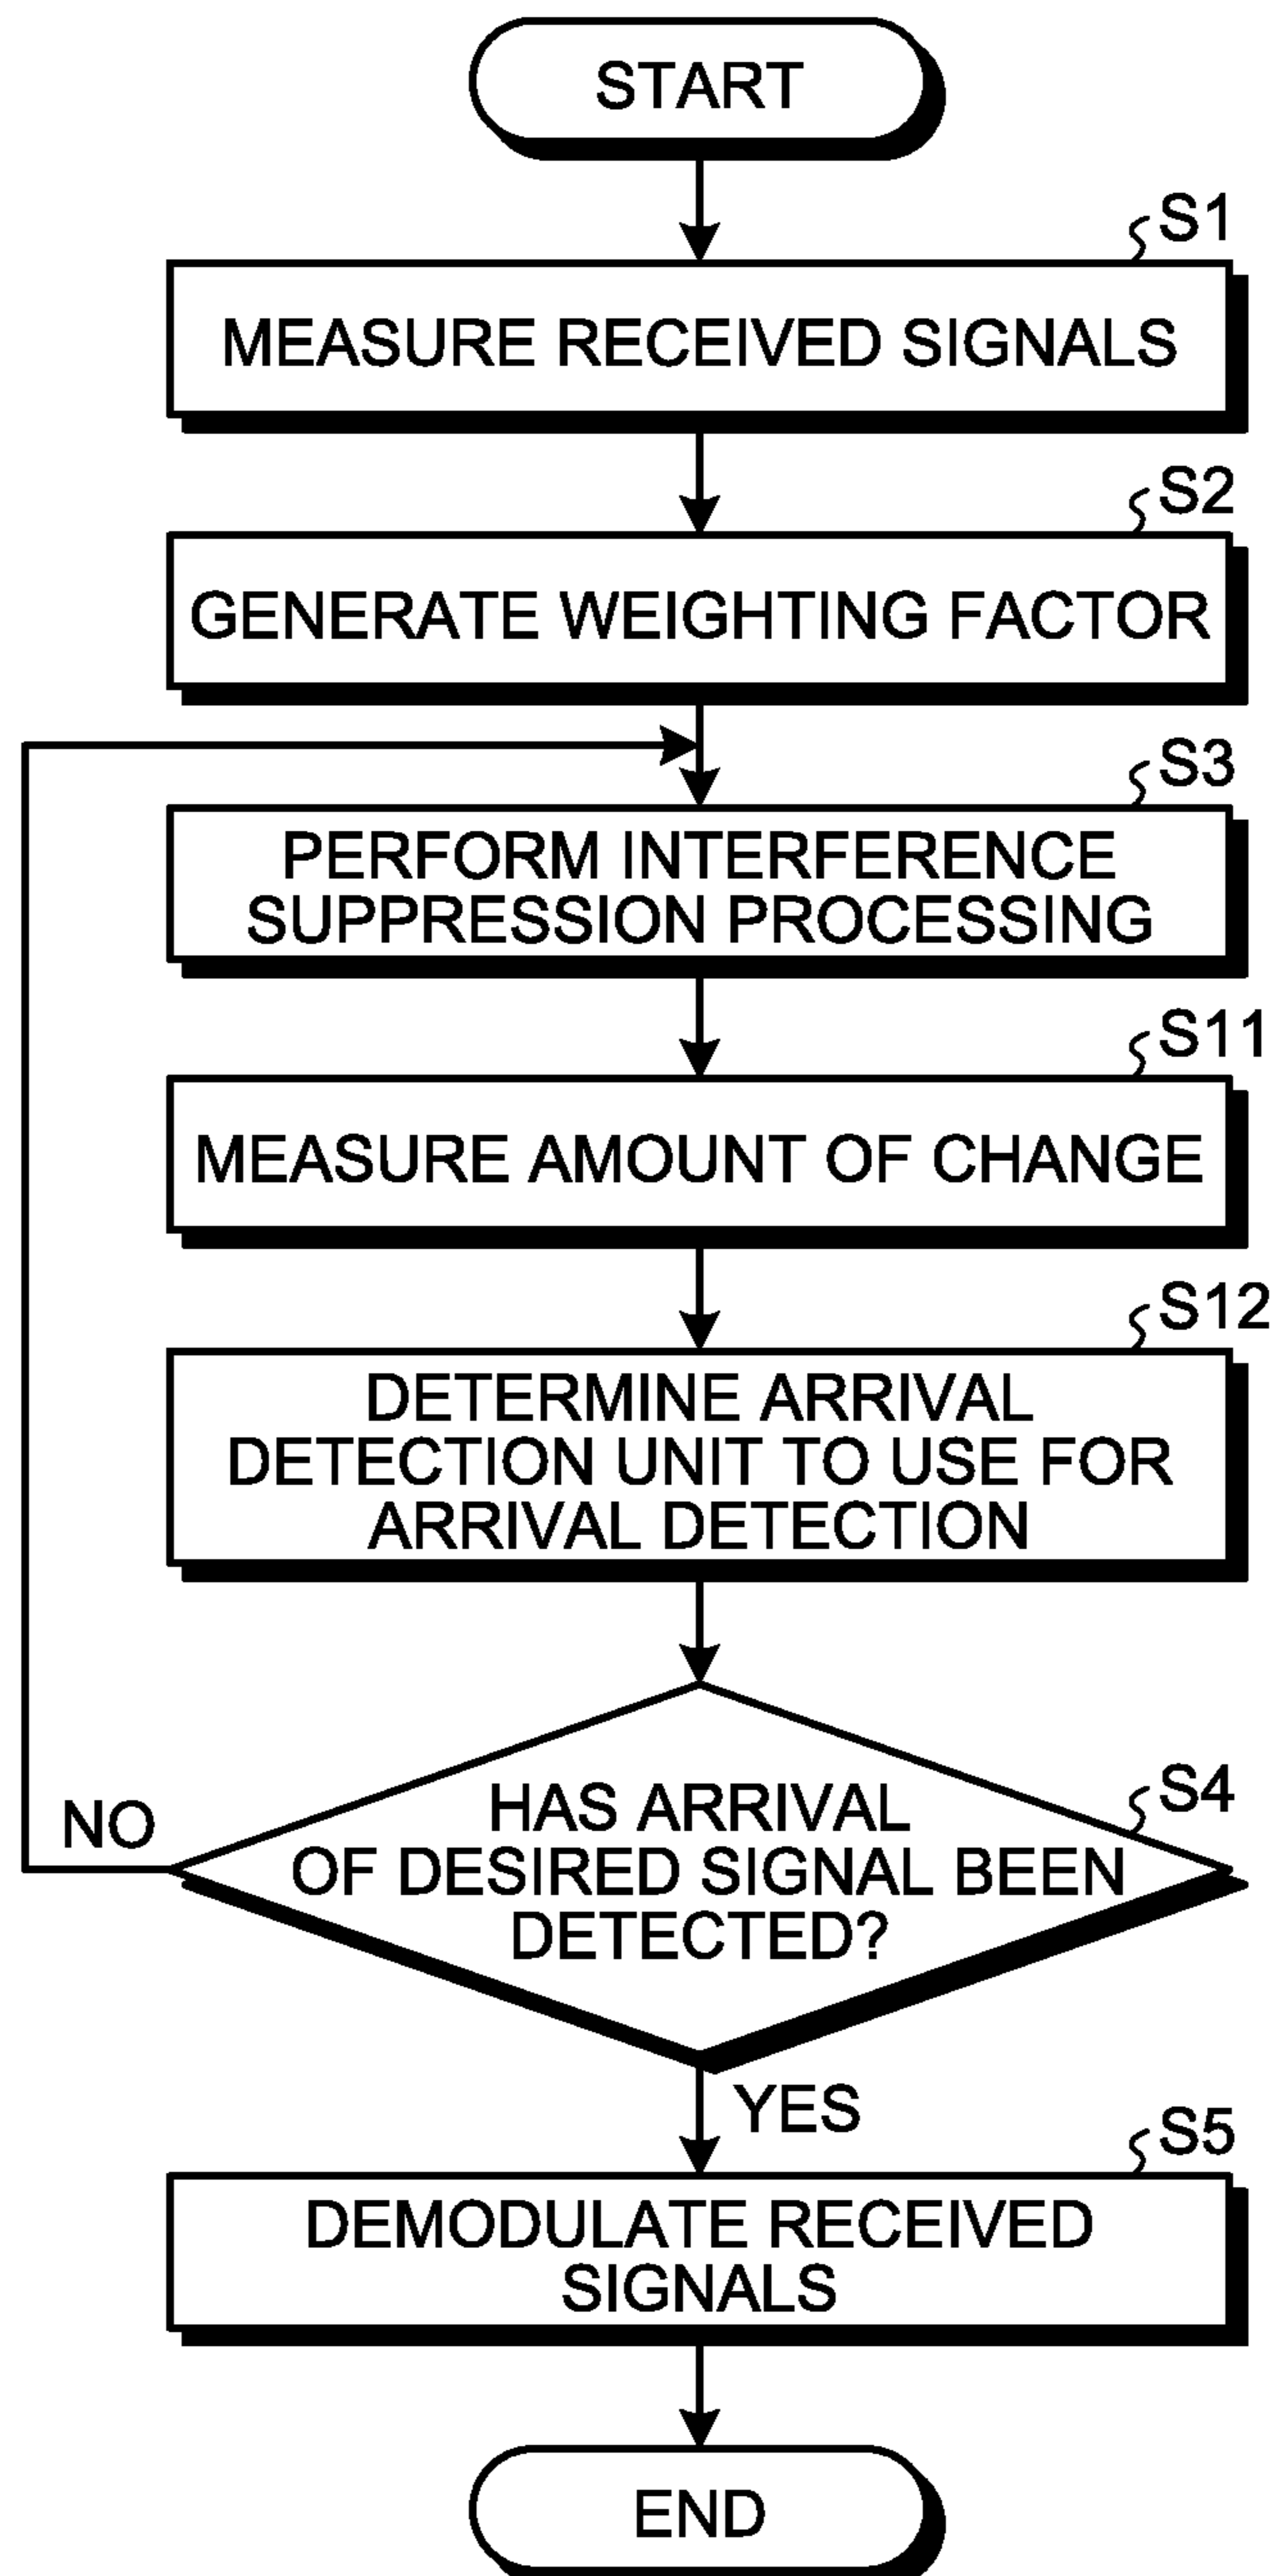 START
S1
MEASURE RECEIVED SIGNALS
S2
GENERATE WEIGHTING FACTOR
S3
PERFORM INTERFERENCE
SUPPRESSION PROCESSING
S11
MEASURE AMOUNT OF CHANGE
S12
DETERMINE ARRIVAL
DETECTION UNIT TO USE FOR
ARRIVAL DETECTION
S4
HAS ARRIVAL
OF DESIRED SIGNAL BEEN
DETECTED?
NO
YES
S5
DEMODULATE RECEIVED
SIGNALS
END